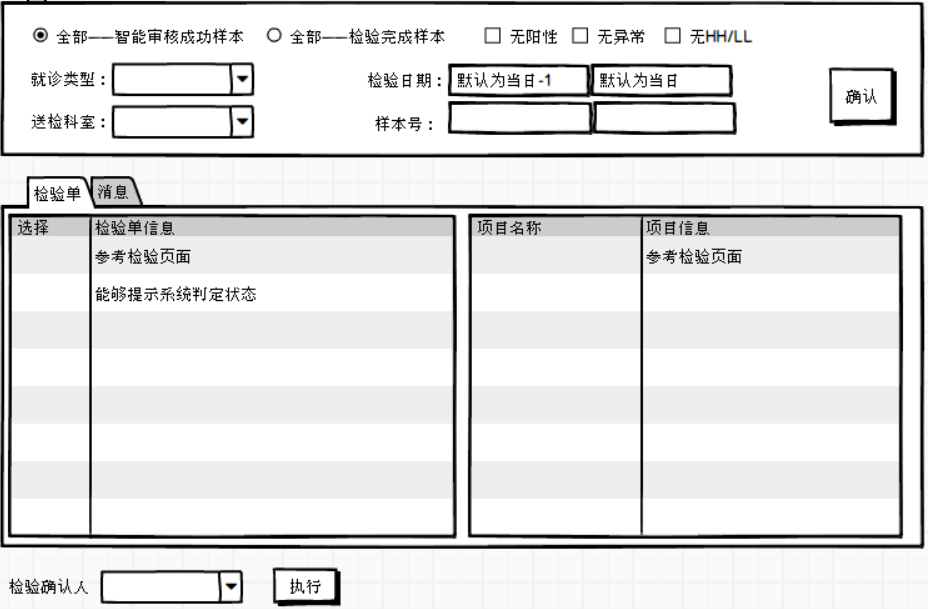 全部——智能审核成功样本 全部——检验完成样本 无阳性 无异常 无HH/LL
就诊类型： 检验日期： 默认为当日-1 默认为当日
确认
送检科室： 样本号：
检验单 消息
选择 检验单信息 项目名称 项目信息
参考检验页面 参考检验页面
能够提示系统判定状态
检验确认人 执行